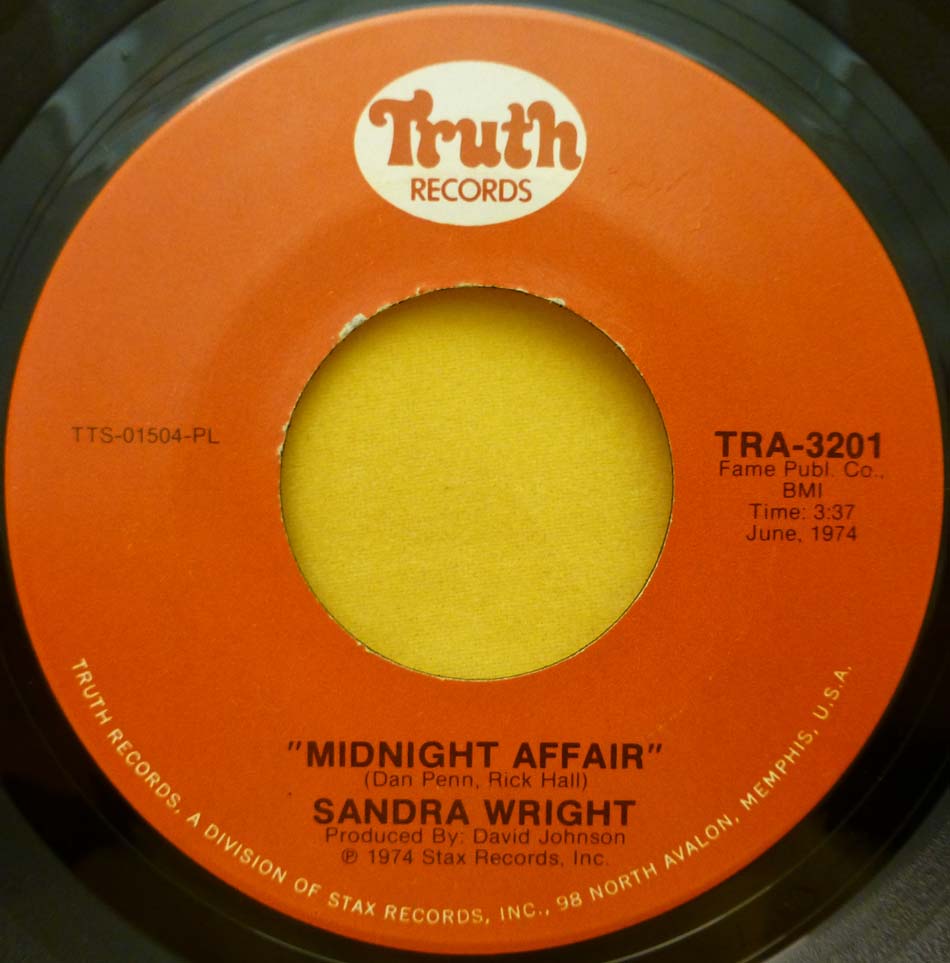 Truth
RECORDS
TTS-01504-PL
TRA-3201
Fame Publ. Co.,
BMI
Time: 3:37
June, 1974
"MIDNIGHT AFFAIR"
(Dan Penn, Rick Hall)
SANDRA WRIGHT
Produced By: David Johnson
℗ 1974 Stax Records, Inc.
TRUTH RECORDS, A DIVISION OF STAX RECORDS, INC., 98 NORTH AVALON, MEMPHIS, U.S.A.